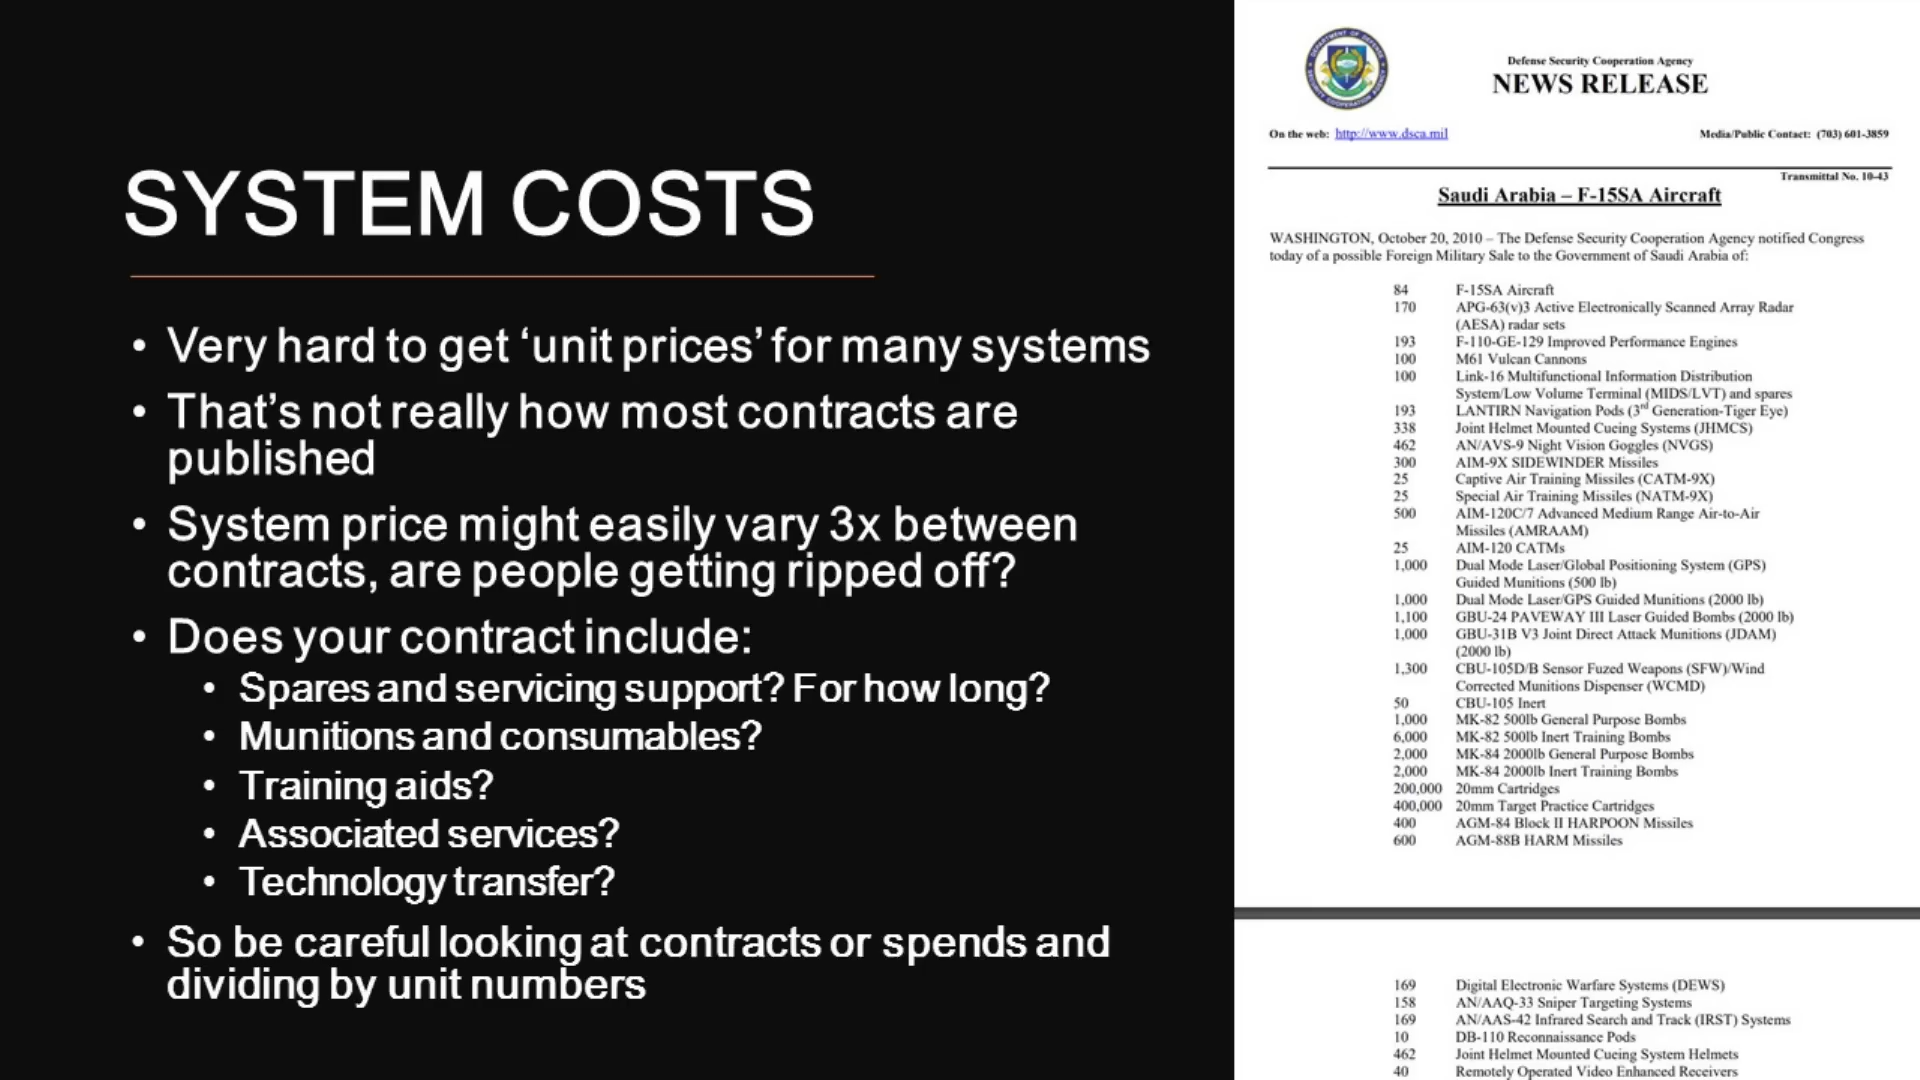 SYSTEM COSTS
• Very hard to get ‘unit prices’ for many systems
• That’s not really how most contracts are
published
• System price might easily vary 3x between
contracts, are people getting ripped off?
• Does your contract include:
• Spares and servicing support? For how long?
• Munitions and consumables?
• Training aids?
• Associated services?
• Technology transfer?
• So be careful looking at contracts or spends and
dividing by unit numbers
Defense Security Cooperation Agency
NEWS RELEASE
On the web: http://www.dsca.mil
Media/Public Contact: (703) 601-3859
Transmittal No. 10-43
Saudi Arabia – F-15SA Aircraft
WASHINGTON, October 20, 2010 – The Defense Security Cooperation Agency notified Congress
today of a possible Foreign Military Sale to the Government of Saudi Arabia of:
84 F-15SA Aircraft
170 APG-63(v)3 Active Electronically Scanned Array Radar
(AESA) radar sets
193 F-110-GE-129 Improved Performance Engines
100 M61 Vulcan Cannons
100 Link-16 Multifunctional Information Distribution
System/Low Volume Terminal (MIDS/LVT) and spares
193 LANTIRN Navigation Pods (3rd Generation-Tiger Eye)
338 Joint Helmet Mounted Cueing Systems (JHMCS)
462 AN/AVS-9 Night Vision Goggles (NVGS)
300 AIM-9X SIDEWINDER Missiles
25 Captive Air Training Missiles (CATM-9X)
25 Special Air Training Missiles (NATM-9X)
500 AIM-120C/7 Advanced Medium Range Air-to-Air
Missiles (AMRAAM)
25 AIM-120 CATMs
1,000 Dual Mode Laser/Global Positioning System (GPS)
Guided Munitions (500 lb)
1,000 Dual Mode Laser/GPS Guided Munitions (2000 lb)
1,100 GBU-24 PAVEWAY III Laser Guided Bombs (2000 lb)
1,000 GBU-31B V3 Joint Direct Attack Munitions (JDAM)
(2000 lb)
1,300 CBU-105D/B Sensor Fuzed Weapons (SFW)/Wind
Corrected Munitions Dispenser (WCMD)
50 CBU-105 Inert
1,000 MK-82 500lb General Purpose Bombs
6,000 MK-82 500lb Inert Training Bombs
2,000 MK-84 2000lb General Purpose Bombs
2,000 MK-84 2000lb Inert Training Bombs
200,000 20mm Cartridges
400,000 20mm Target Practice Cartridges
400 AGM-84 Block II HARPOON Missiles
600 AGM-88B HARM Missiles
169 Digital Electronic Warfare Systems (DEWS)
158 AN/AAQ-33 Sniper Targeting Systems
169 AN/AAS-42 Infrared Search and Track (IRST) Systems
10 DB-110 Reconnaissance Pods
462 Joint Helmet Mounted Cueing System Helmets
40 Remotely Operated Video Enhanced Receivers